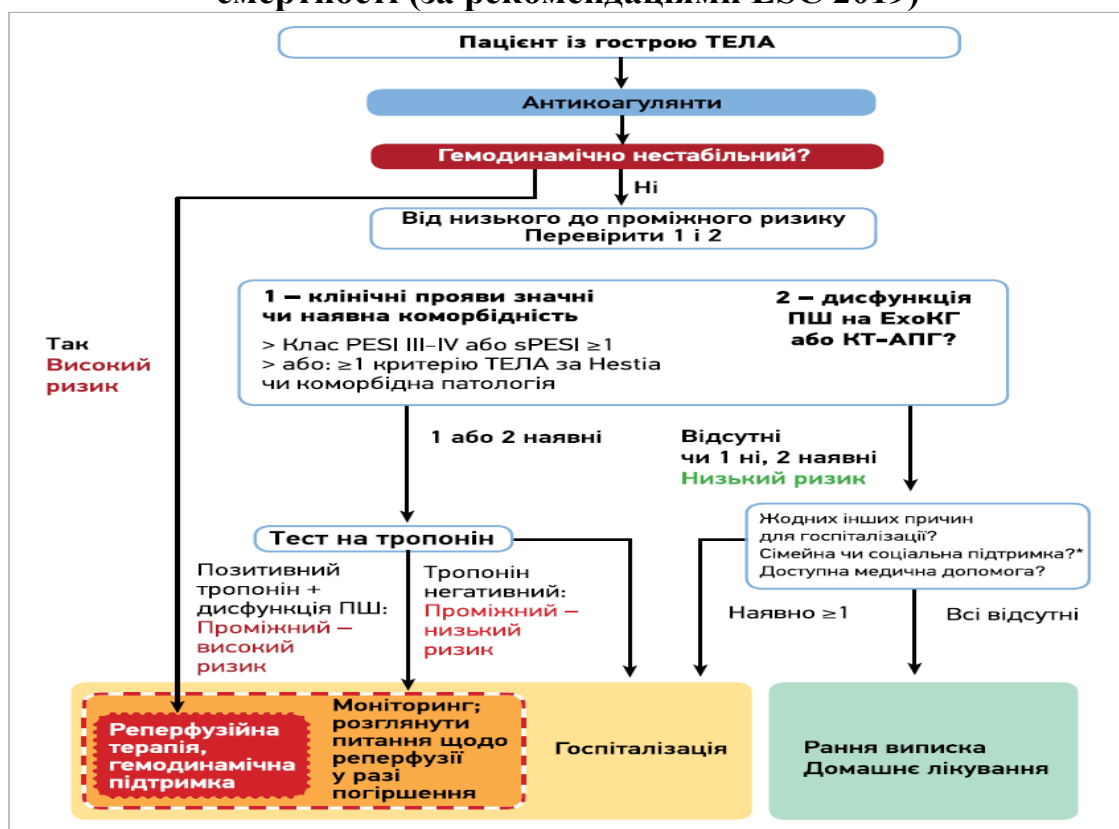 смертності (за рекомендаціями ESC 2019)
Пацієнт із гострою ТЕЛА
Антикоагулянти
Гемодинамічно нестабільний?
Ні
Від низького до проміжного ризику
Перевірити 1 і 2
1 – клінічні прояви значні
чи наявна коморбідність
> Клас PESI III–IV або sPESI ≥1
> або: ≥1 критерію ТЕЛА за Hestia
чи коморбідна патологія
2 – дисфункція
ПШ на ЕхоКГ
або КТ–АПГ?
Так
Високий
ризик
1 або 2 наявні
Відсутні
чи 1 ні, 2 наявні
Низький ризик
Тест на тропонін
Жодних інших причин
для госпіталізації?
Сімейна чи соціальна підтримка?*
Доступна медична допомога?
Позитивний
тропонін +
дисфункція ПШ:
Проміжний –
високий
ризик
Тропонін
негативний:
Проміжний –
низький
ризик
Наявно ≥1
Всі відсутні
Реперфузійна
терапія,
гемодинамічна
підтримка
Моніторинг;
розглянути
питання щодо
реперфузії
у разі
погіршення
Госпіталізація
Рання виписка
Домашнє лікування